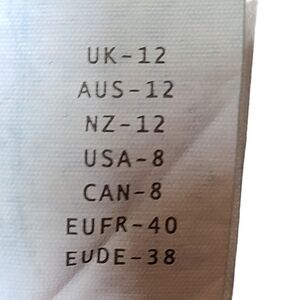 UK-12
AUS-12
NZ-12
USA-8
CAN-8
EUFR-40
EUDE-38